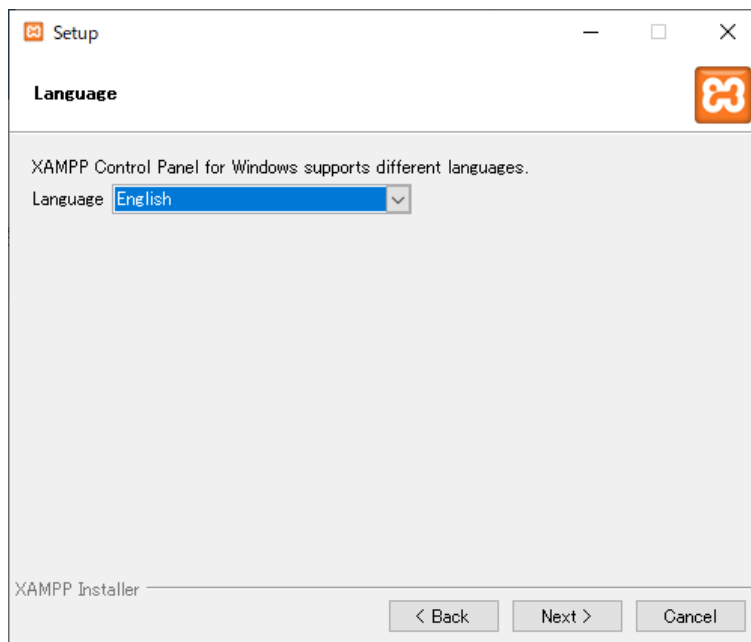 Setup
Language
XAMPP Control Panel for Windows supports different languages.
Language English
XAMPP Installer
< Back Next > Cancel